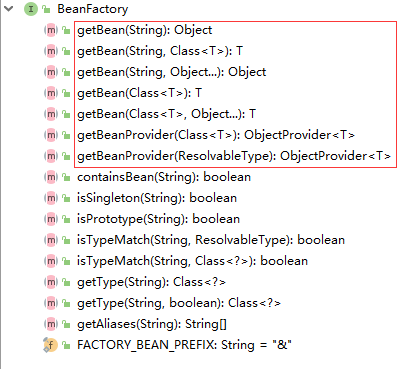 BeanFactory
getBean(String): Object
getBean(String, Class<T>): T
getBean(String, Object...): Object
getBean(Class<T>): T
getBean(Class<T>, Object...): T
getBeanProvider(Class<T>): ObjectProvider<T>
getBeanProvider(ResolvableType): ObjectProvider<T>
containsBean(String): boolean
isSingleton(String): boolean
isPrototype(String): boolean
isTypeMatch(String, ResolvableType): boolean
isTypeMatch(String, Class<?>): boolean
getType(String): Class<?>
getType(String, boolean): Class<?>
getAliases(String): String[]
FACTORY_BEAN_PREFIX: String = "&"